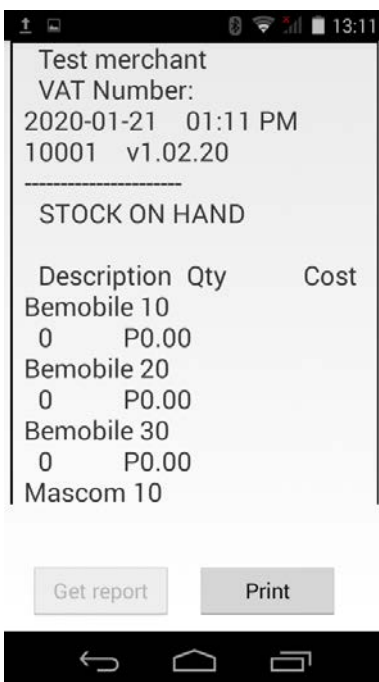 13:11
Test merchant
VAT Number:
2020-01-21 01:11 PM
10001 v1.02.20
----------------------
STOCK ON HAND
Description Qty Cost
Bemobile 10
0 P0.00
Bemobile 20
0 P0.00
Bemobile 30
0 P0.00
Mascom 10
Get report Print